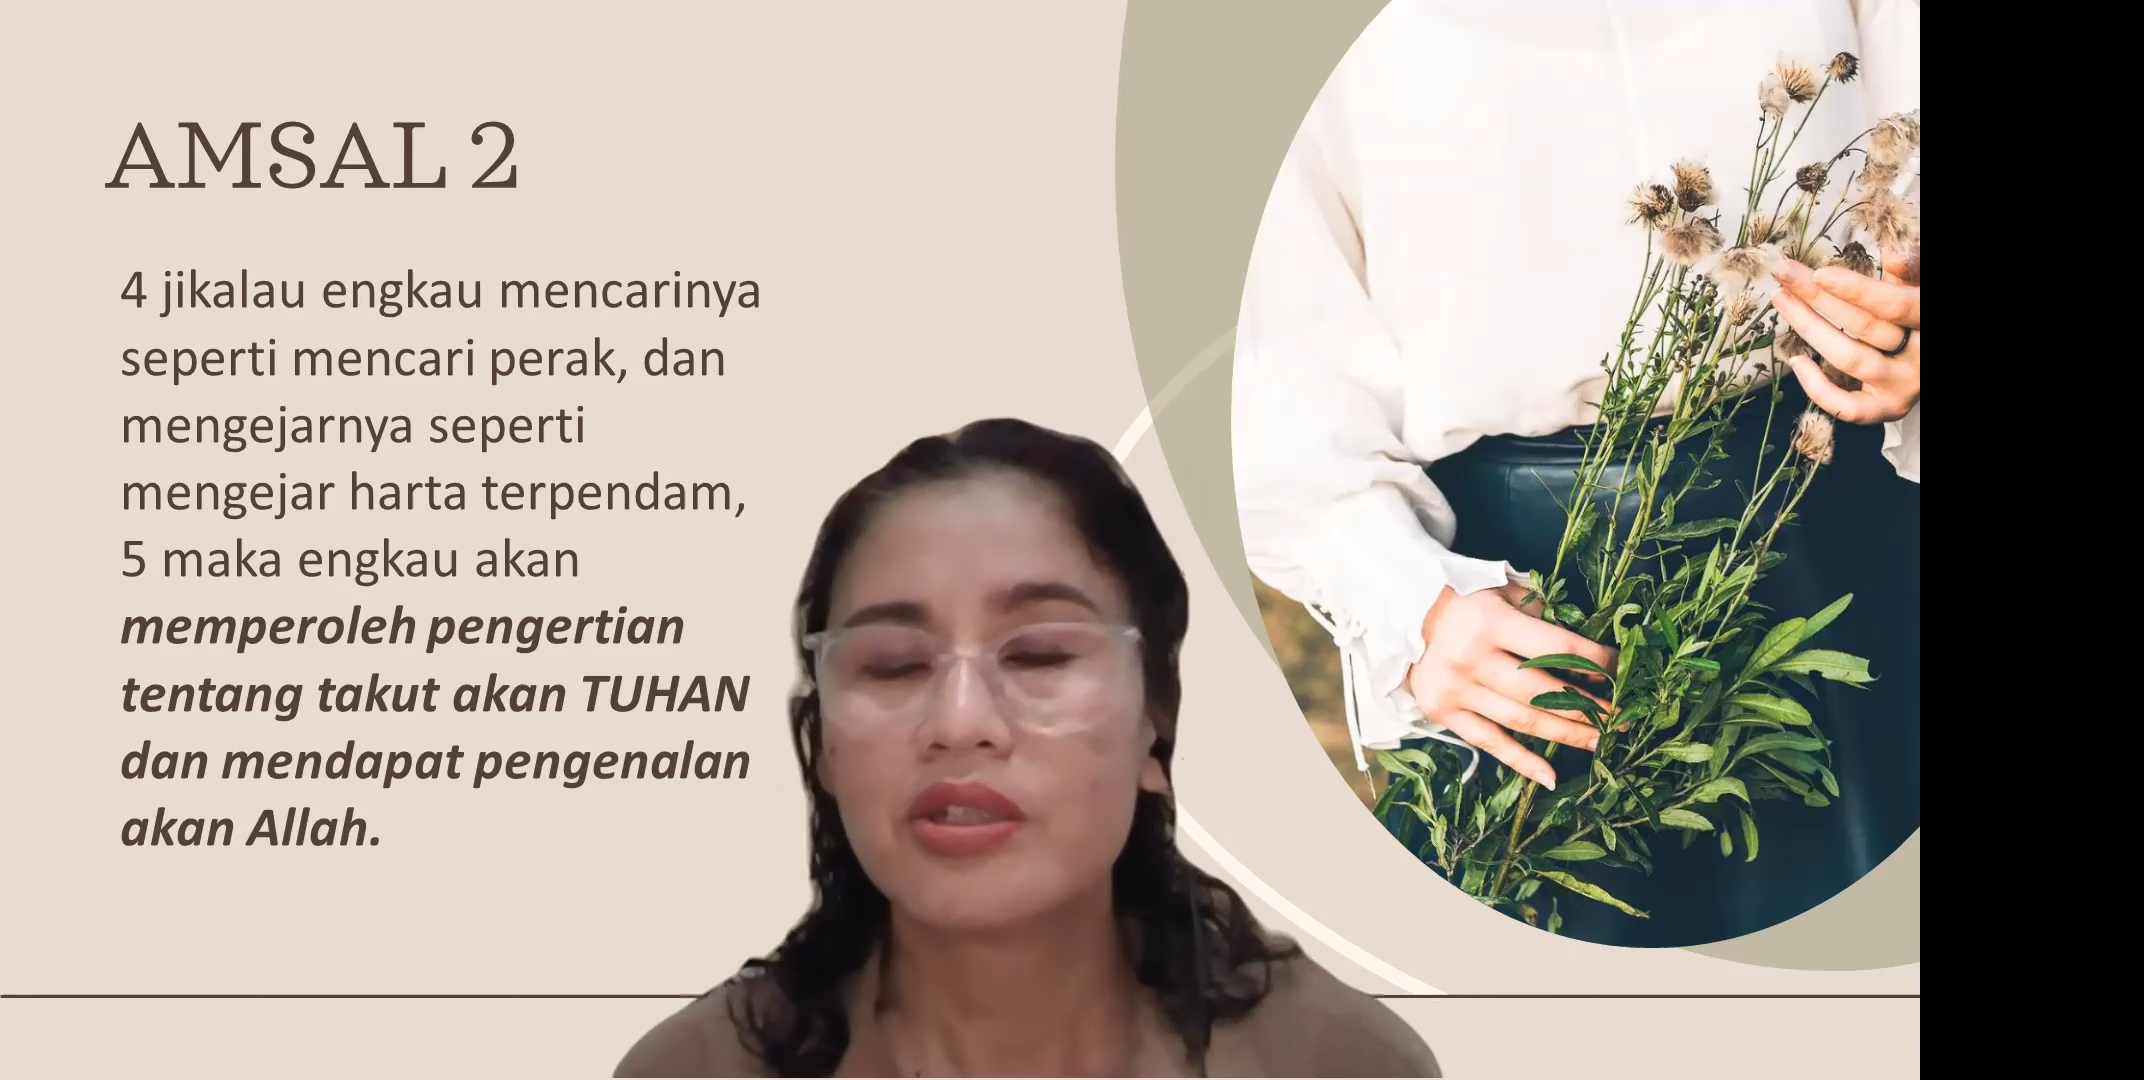 AMSAL 2
4 jikalau engkau mencarinya
seperti mencari perak, dan
mengejarnya seperti
mengejar harta terpendam,
5 maka engkau akan
memperoleh pengertian
tentang takut akan TUHAN
dan mendapat pengenalan
akan Allah.